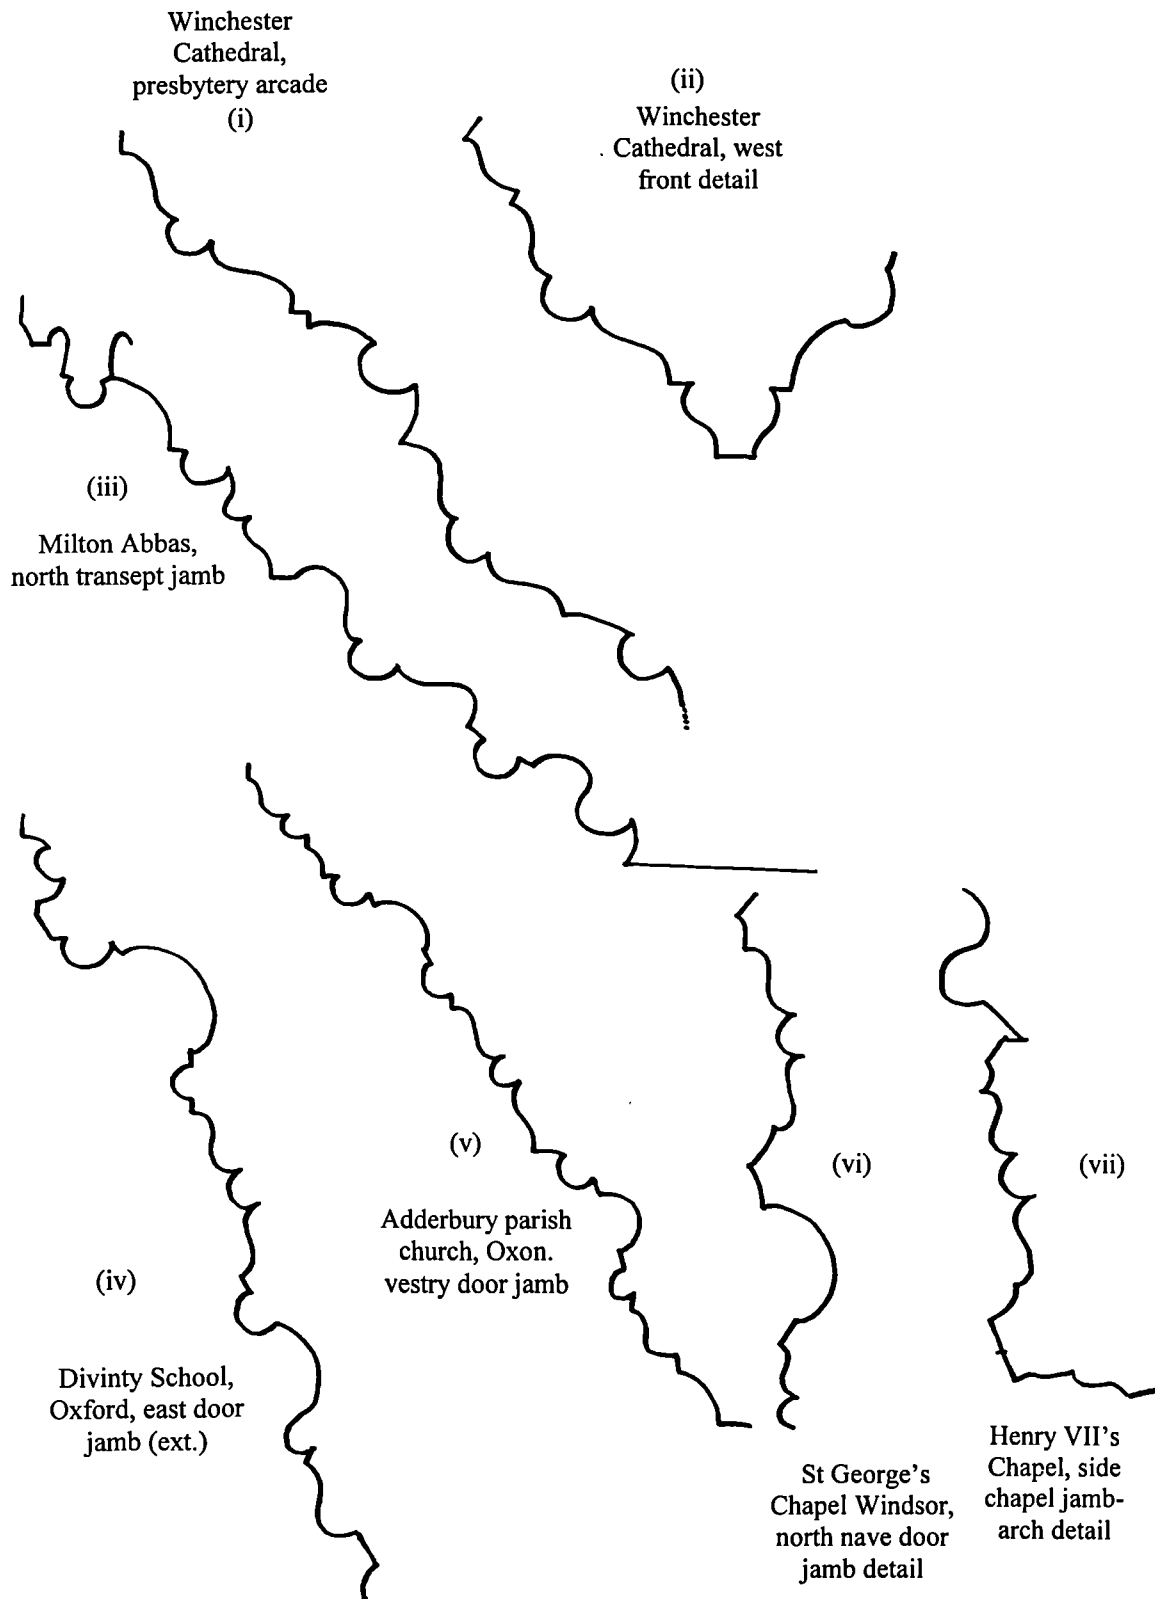 Winchester
Cathedral,
presbytery arcade
(i)
(ii)
Winchester
Cathedral, west
front detail
(iii)
Milton Abbas,
north transept jamb
(iv)
Divinty School,
Oxford, east door
jamb (ext.)
(v)
Adderbury parish
church, Oxon.
vestry door jamb
(vi)
St George's
Chapel Windsor,
north nave door
jamb detail
(vii)
Henry VII's
Chapel, side
chapel jamb-
arch detail